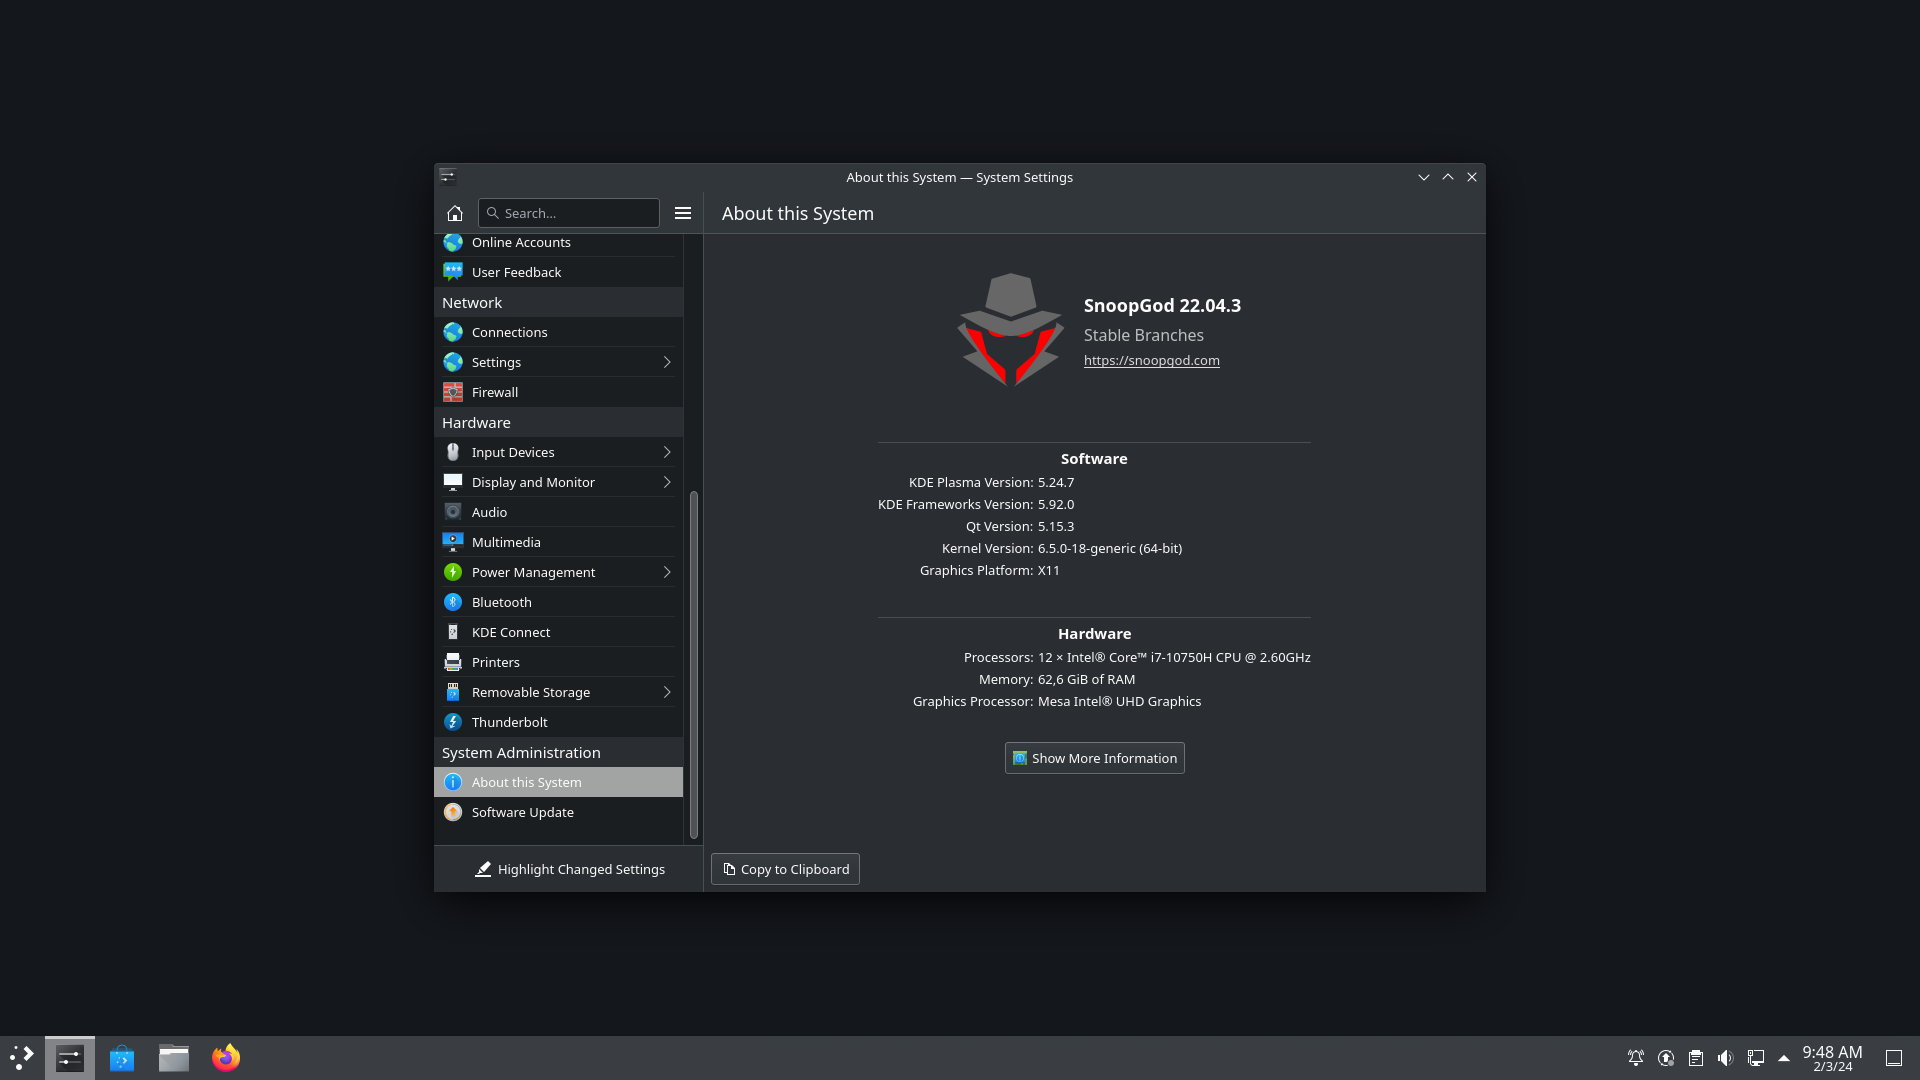 About this System — System Settings
Search...
About this System
Online Accounts
User Feedback
Network
Connections
Settings
Firewall
Hardware
Input Devices
Display and Monitor
Audio
Multimedia
Power Management
Bluetooth
KDE Connect
Printers
Removable Storage
Thunderbolt
System Administration
About this System
Software Update
Highlight Changed Settings
SnoopGod 22.04.3
Stable Branches
https://snoopgod.com
Software
KDE Plasma Version: 5.24.7
KDE Frameworks Version: 5.92.0
Qt Version: 5.15.3
Kernel Version: 6.5.0-18-generic (64-bit)
Graphics Platform: X11
Hardware
Processors: 12 × Intel® Core™ i7-10750H CPU @ 2.60GHz
Memory: 62,6 GiB of RAM
Graphics Processor: Mesa Intel® UHD Graphics
Show More Information
Copy to Clipboard
9:48 AM
2/3/24